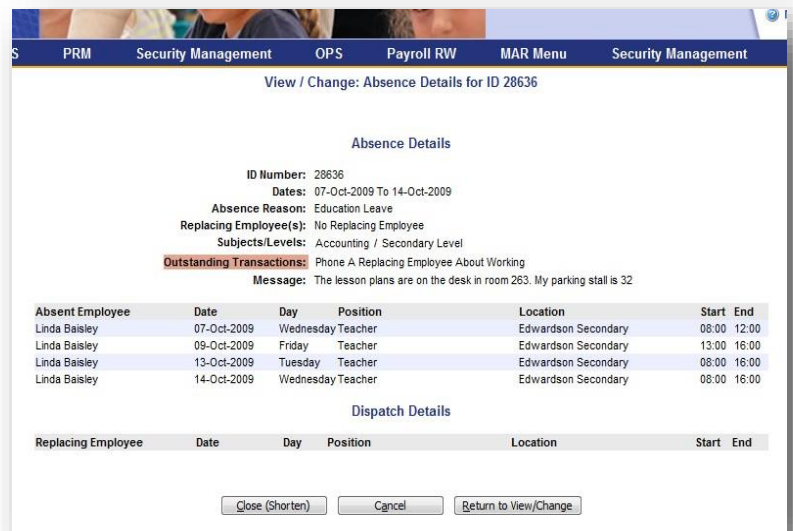 S PRM Security Management OPS Payroll RW MAR Menu Security Management
View / Change: Absence Details for ID 28636
Absence Details
ID Number: 28636
Dates: 07-Oct-2009 To 14-Oct-2009
Absence Reason: Education Leave
Replacing Employee(s): No Replacing Employee
Subjects/Levels: Accounting / Secondary Level
Outstanding Transactions: Phone A Replacing Employee About Working
Message: The lesson plans are on the desk in room 263. My parking stall is 32
Absent Employee Date Day Position Location Start End
Linda Baisley 07-Oct-2009 Wednesday Teacher Edwardson Secondary 08:00 12:00
Linda Baisley 09-Oct-2009 Friday Teacher Edwardson Secondary 13:00 16:00
Linda Baisley 13-Oct-2009 Tuesday Teacher Edwardson Secondary 08:00 16:00
Linda Baisley 14-Oct-2009 Wednesday Teacher Edwardson Secondary 08:00 16:00
Dispatch Details
Replacing Employee Date Day Position Location Start End
Close (Shorten) Cancel Return to View/Change